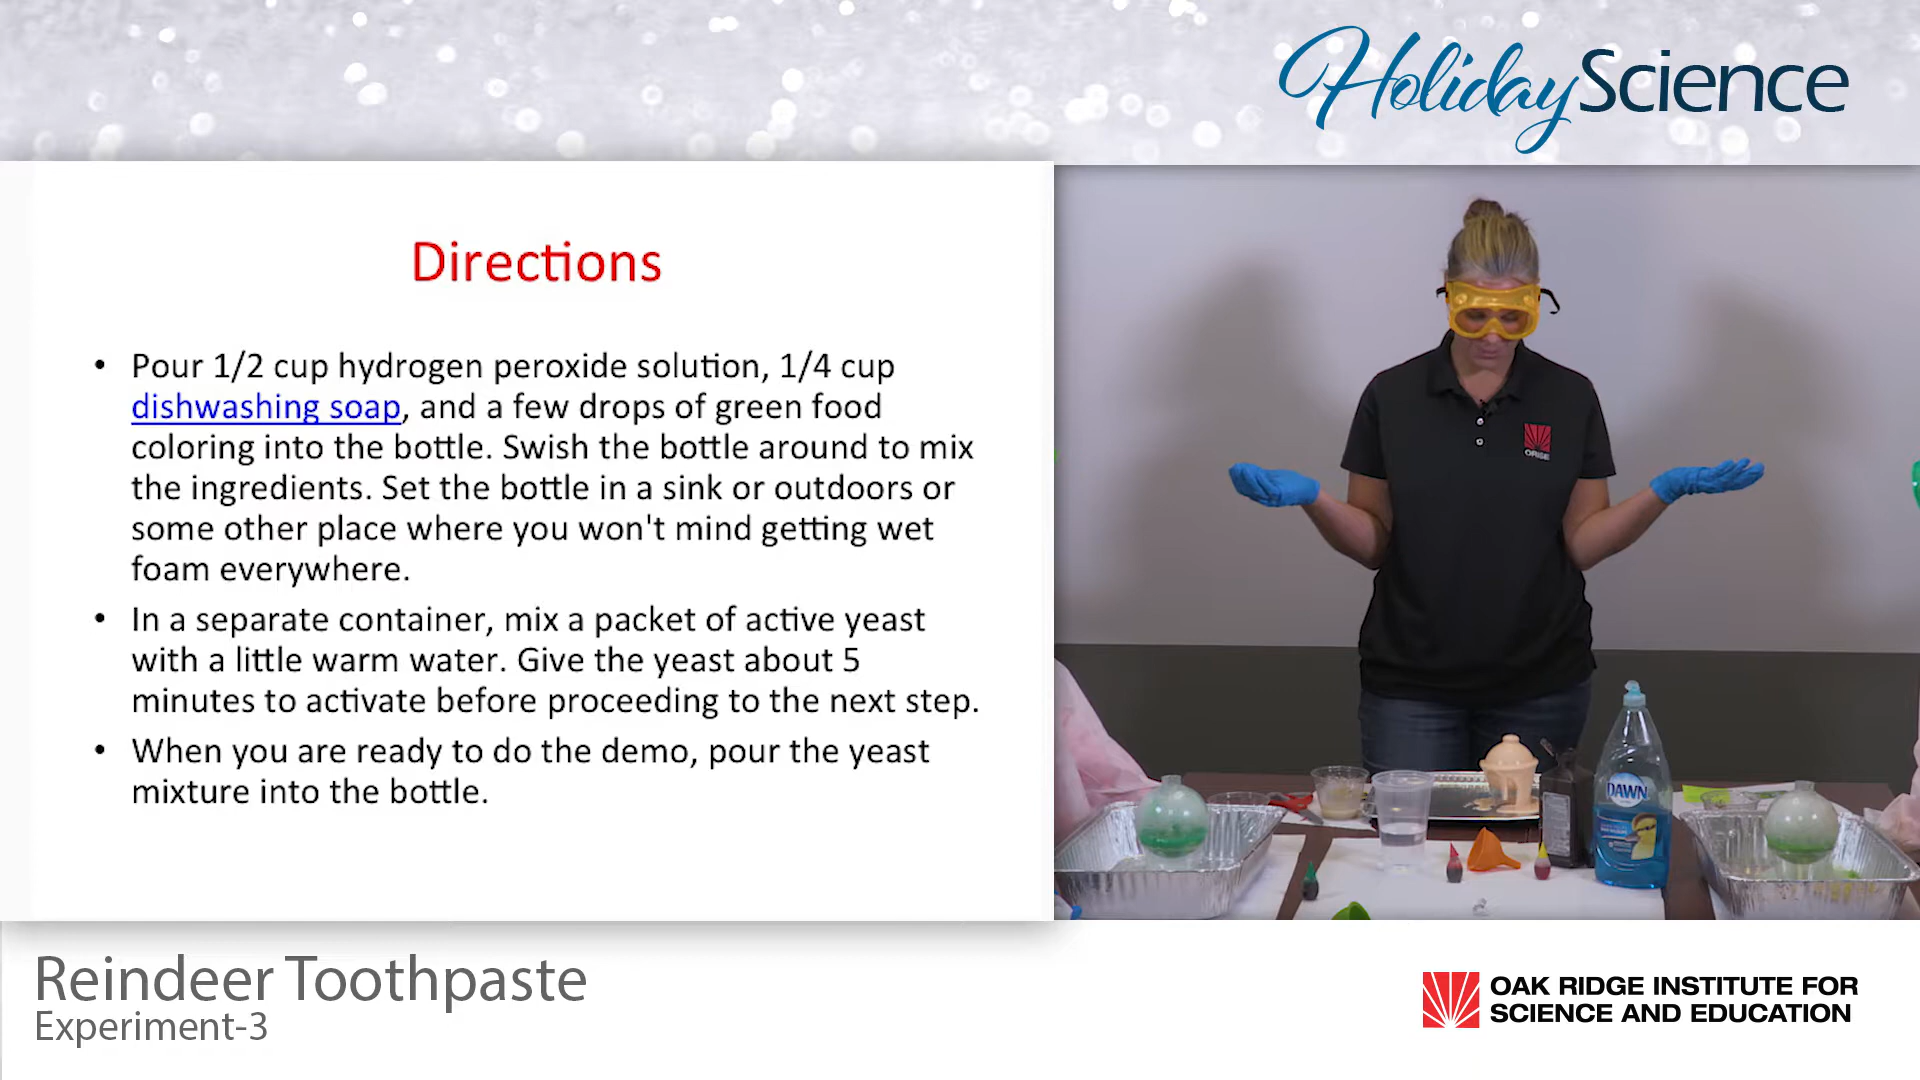 Holiday Science
Directions
• Pour 1/2 cup hydrogen peroxide solution, 1/4 cup
dishwashing soap, and a few drops of green food
coloring into the bottle. Swish the bottle around to mix
the ingredients. Set the bottle in a sink or outdoors or
some other place where you won't mind getting wet
foam everywhere.
• In a separate container, mix a packet of active yeast
with a little warm water. Give the yeast about 5
minutes to activate before proceeding to the next step.
• When you are ready to do the demo, pour the yeast
mixture into the bottle.
ORISE
DAWN
Reindeer Toothpaste
Experiment-3
OAK RIDGE INSTITUTE FOR
SCIENCE AND EDUCATION